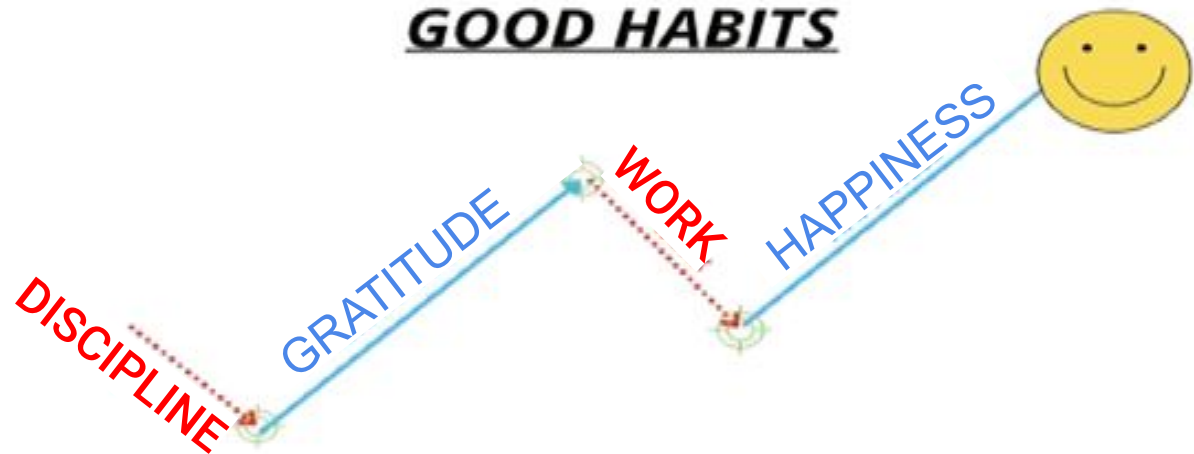 GOOD HABITS
DISCIPLINE
GRATITUDE
WORK
HAPPINESS